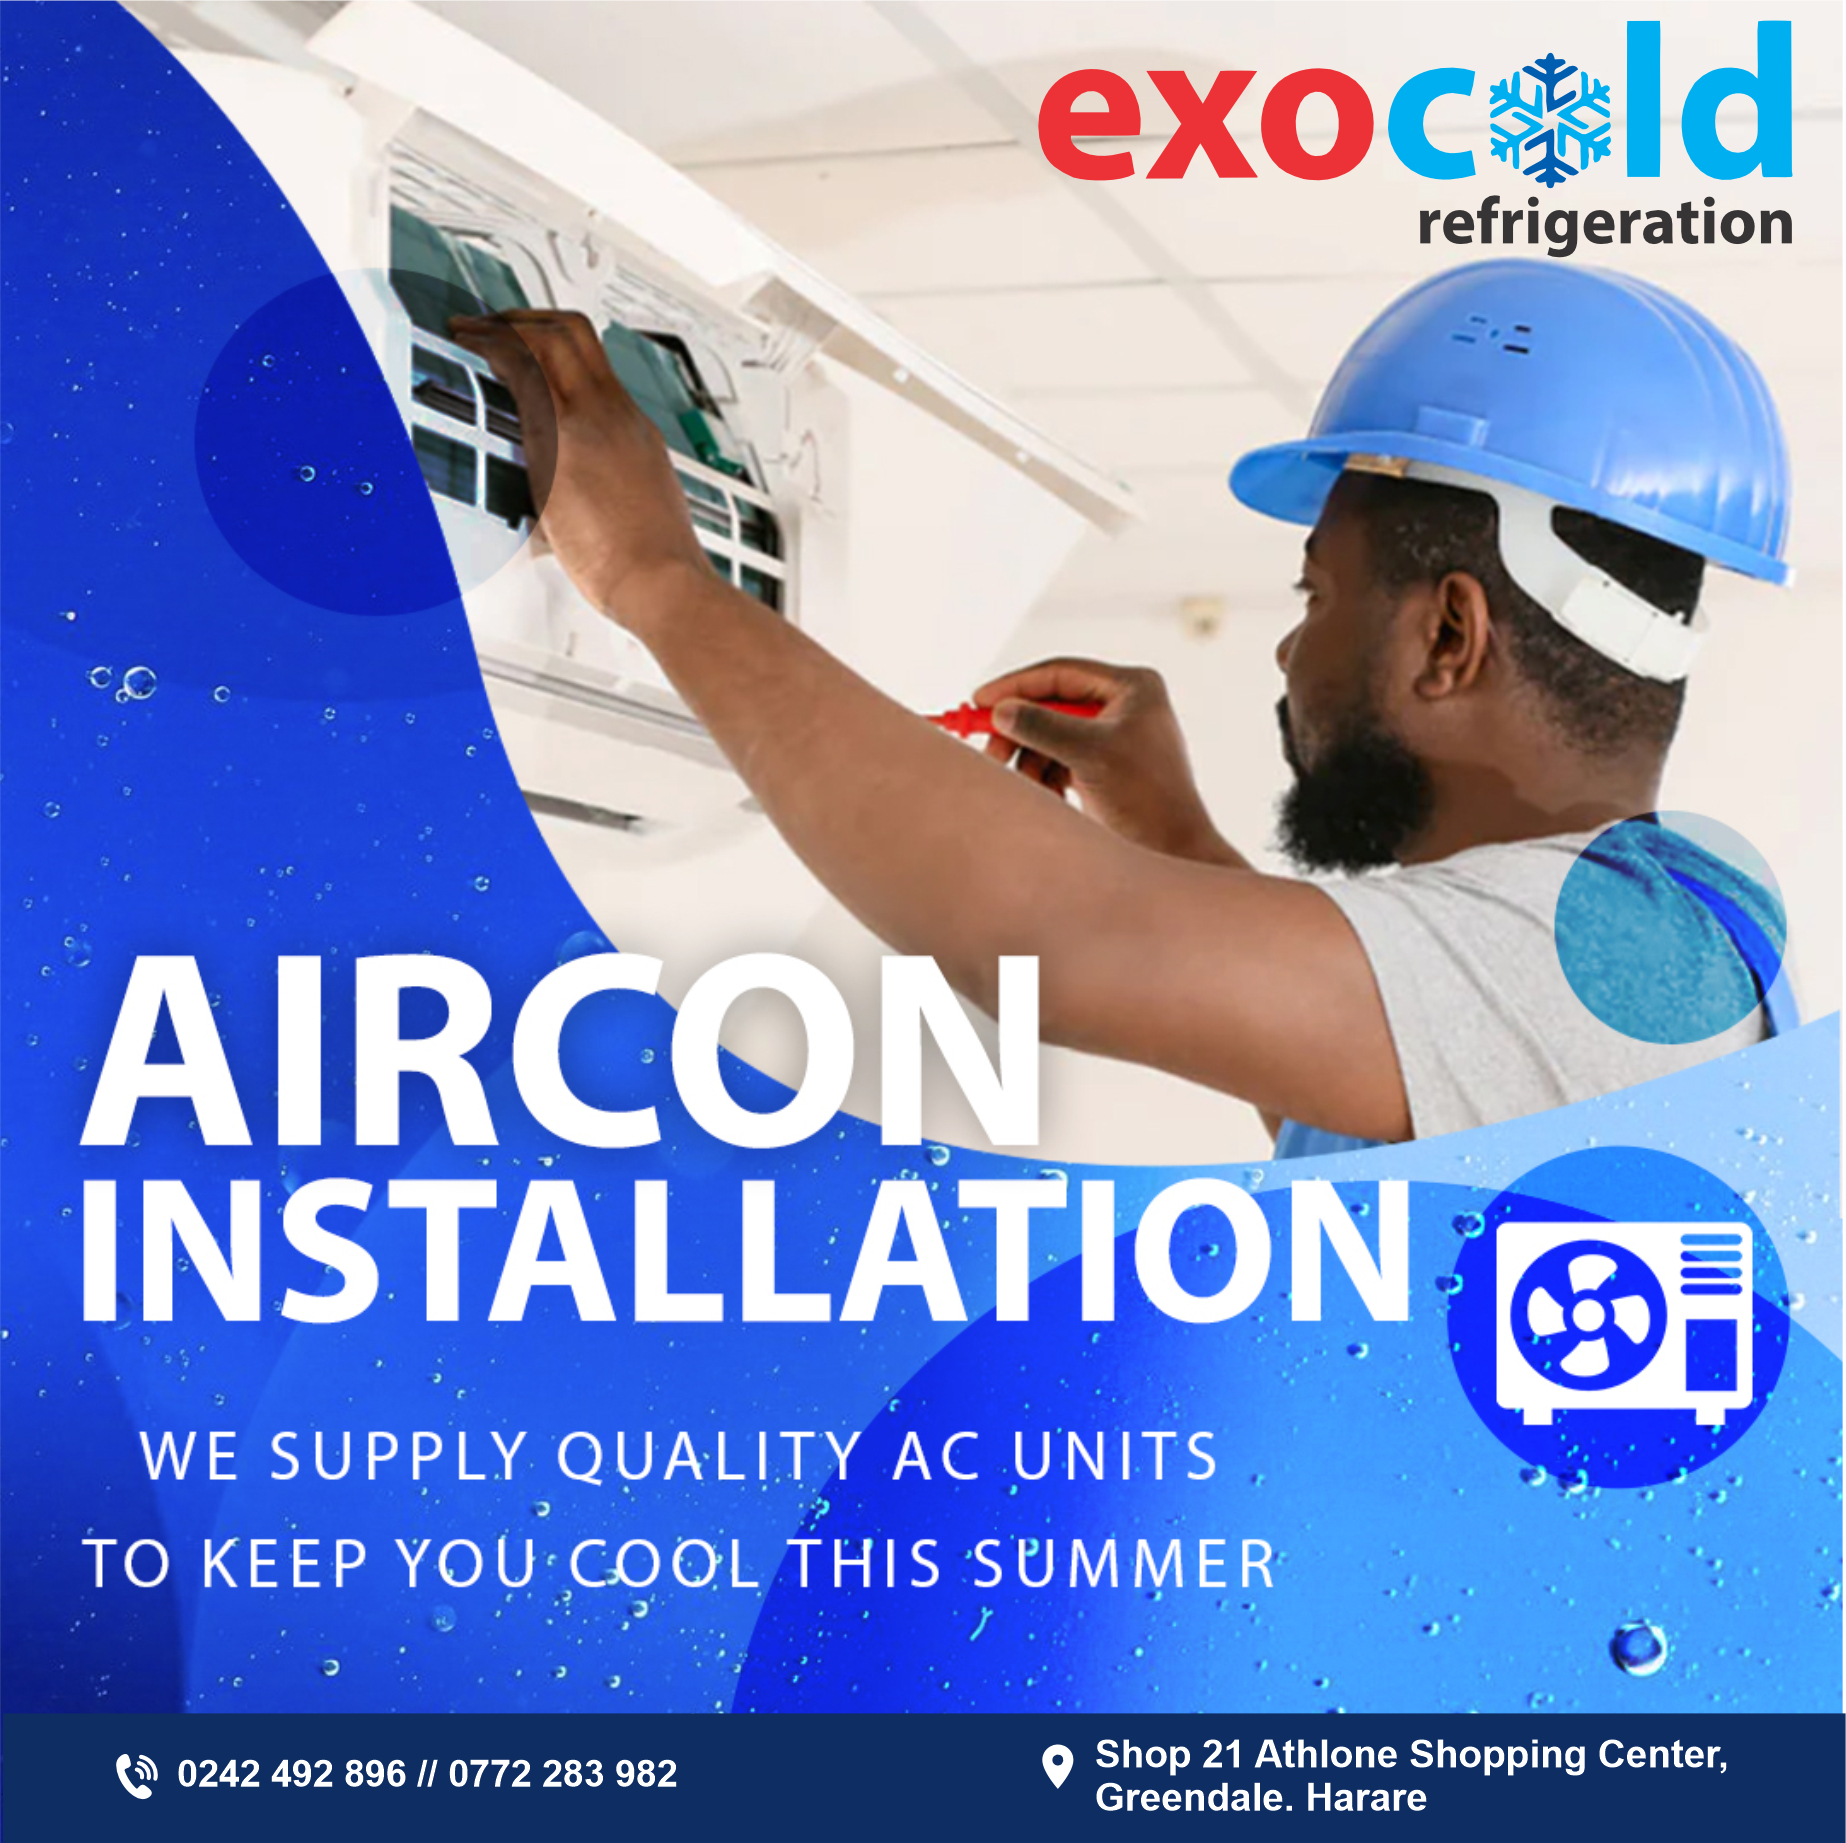 exocold
refrigeration
AIRCON
INSTALLATION
WE SUPPLY QUALITY AC UNITS
TO KEEP YOU COOL THIS SUMMER
0242 492 896 // 0772 283 982
Shop 21 Athlone Shopping Center,
Greendale. Harare